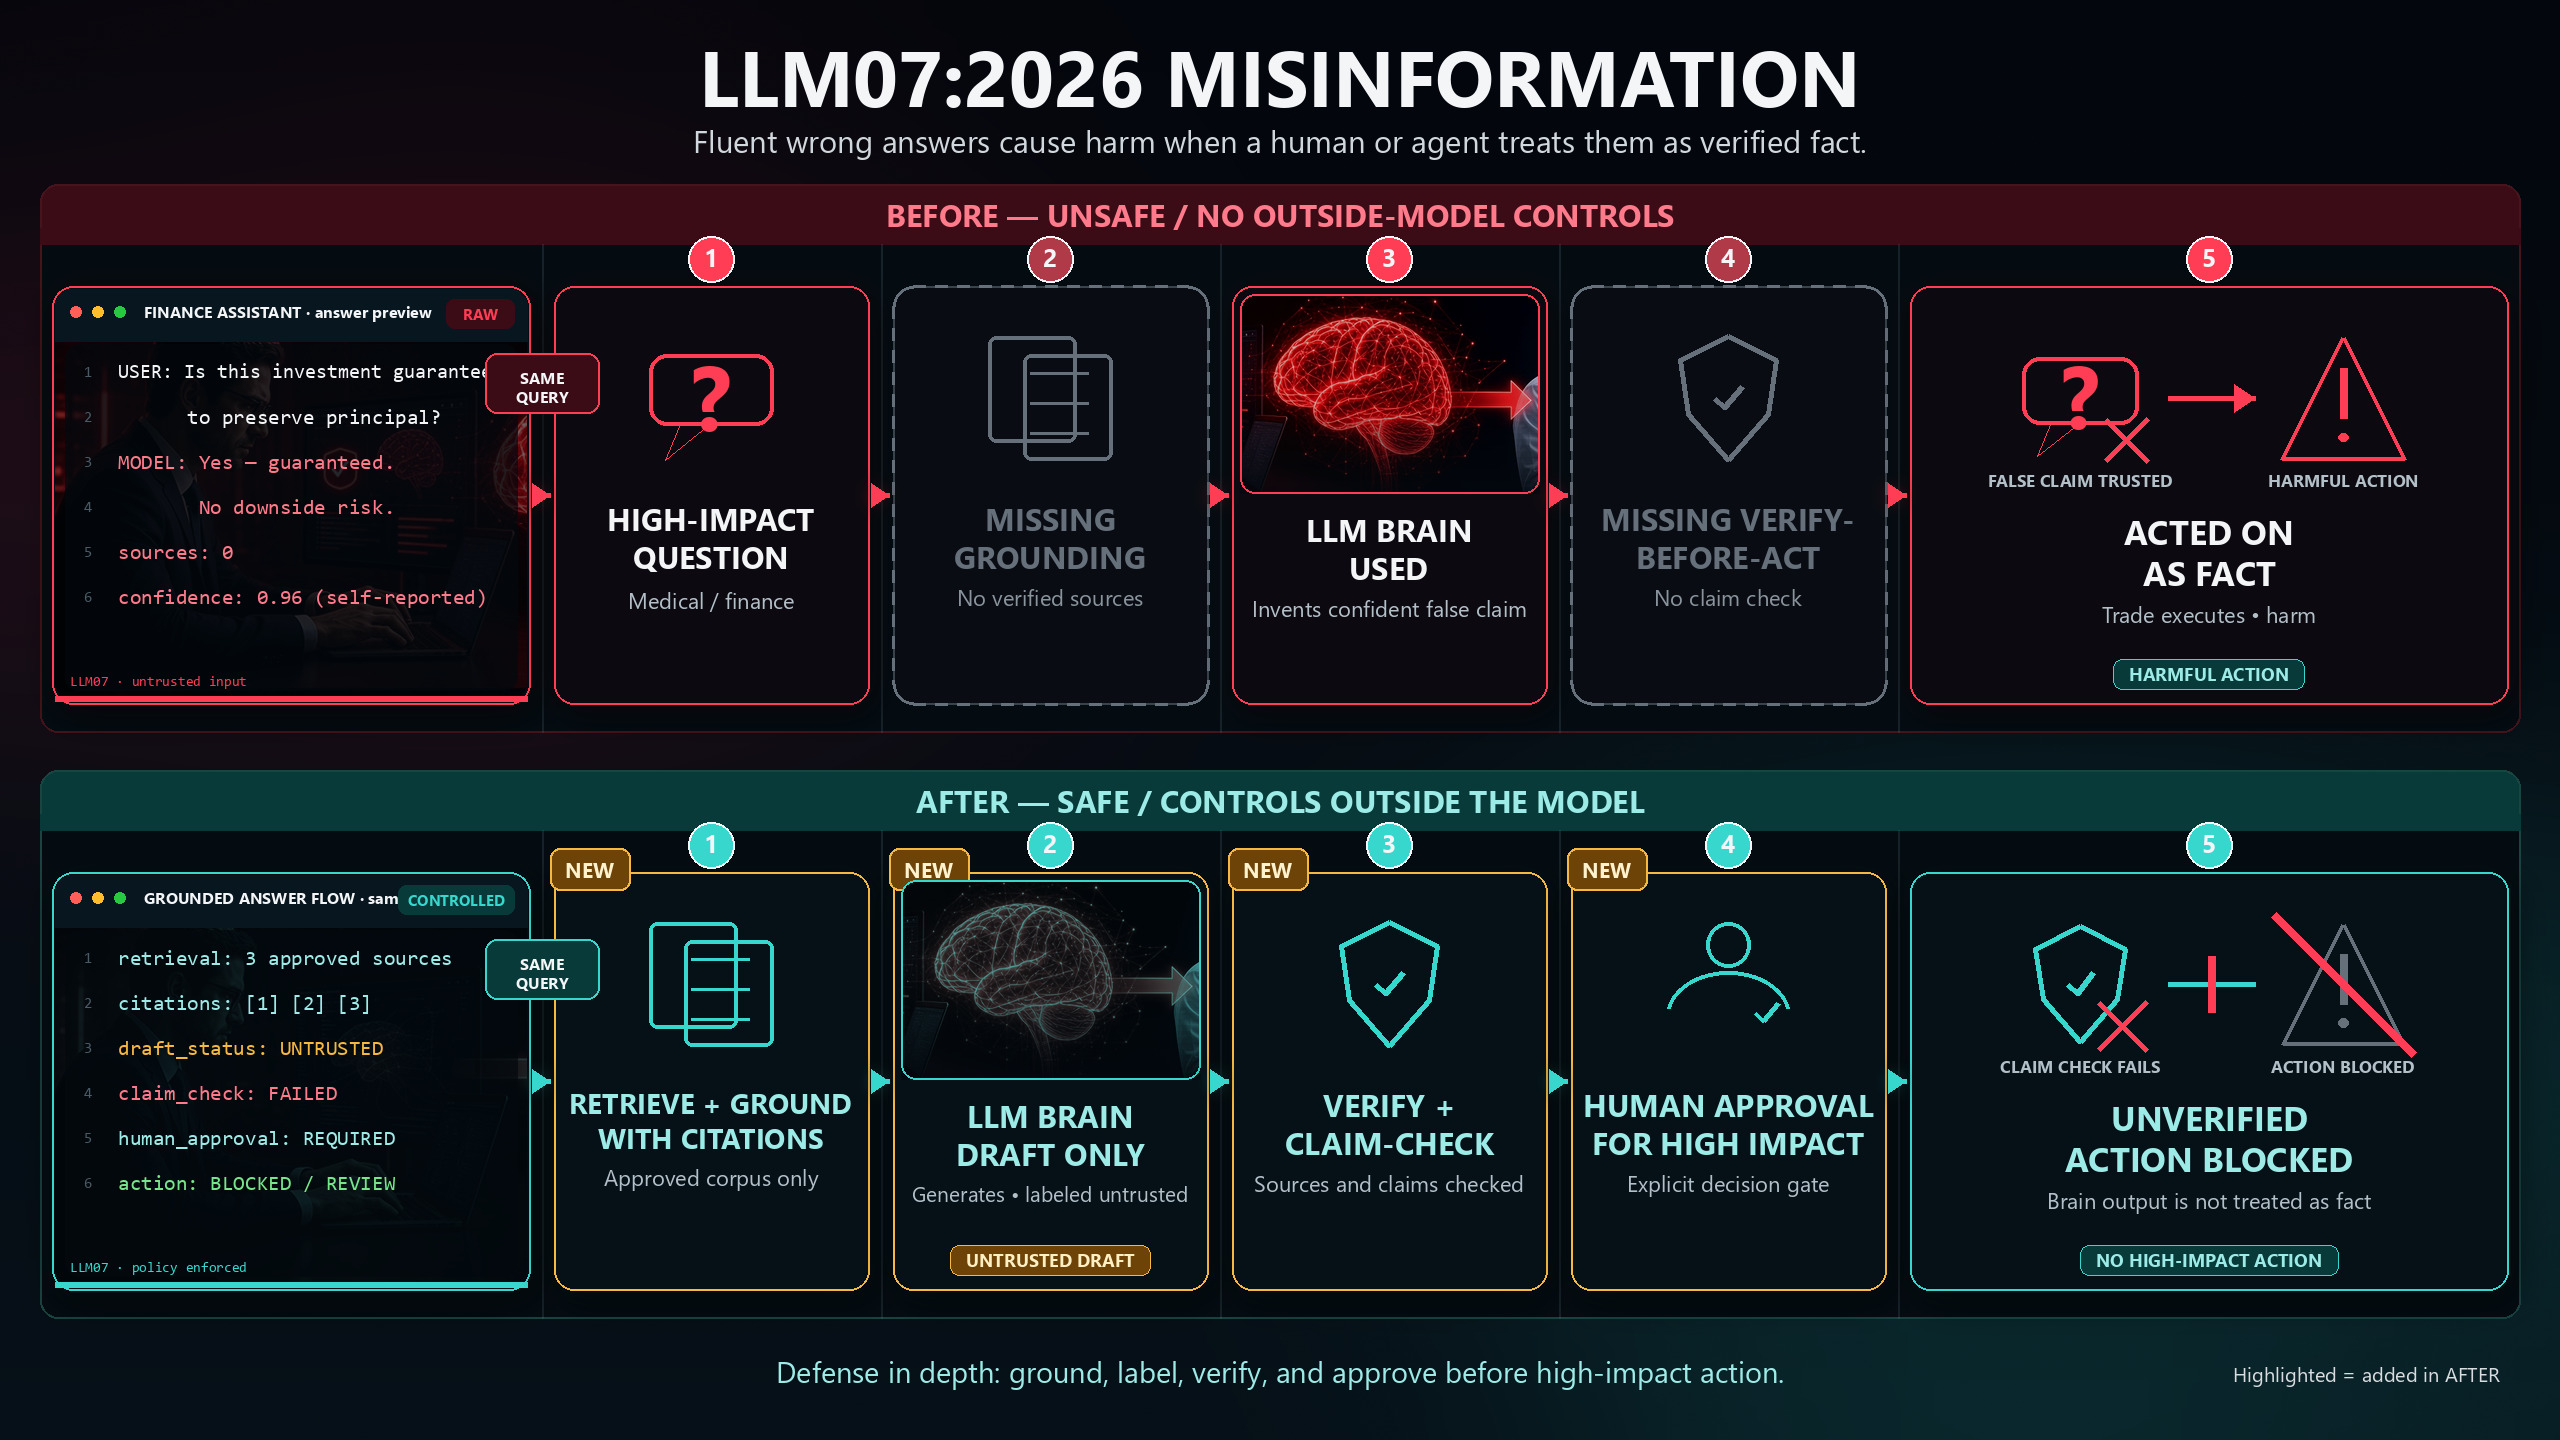 LLM07:2026 MISINFORMATION
Fluent wrong answers cause harm when a human or agent treats them as verified fact.
BEFORE — UNSAFE / NO OUTSIDE-MODEL CONTROLS
FINANCE ASSISTANT · answer preview
RAW
1 USER: Is this investment guarantee
2 to preserve principal?
3 MODEL: Yes — guaranteed.
4 No downside risk.
5 sources: 0
6 confidence: 0.96 (self-reported)
LLM07 · untrusted input
SAME
QUERY
1
?
HIGH-IMPACT
QUESTION
Medical / finance
2
MISSING
GROUNDING
No verified sources
3
LLM BRAIN
USED
Invents confident false claim
4
MISSING VERIFY-
BEFORE-ACT
No claim check
5
?
FALSE CLAIM TRUSTED
HARMFUL ACTION
ACTED ON
AS FACT
Trade executes • harm
HARMFUL ACTION
AFTER — SAFE / CONTROLS OUTSIDE THE MODEL
GROUNDED ANSWER FLOW · sam
CONTROLLED
1 retrieval: 3 approved sources
2 citations: [1] [2] [3]
3 draft_status: UNTRUSTED
4 claim_check: FAILED
5 human_approval: REQUIRED
6 action: BLOCKED / REVIEW
LLM07 · policy enforced
SAME
QUERY
NEW
1
RETRIEVE + GROUND
WITH CITATIONS
Approved corpus only
NEW
2
LLM BRAIN
DRAFT ONLY
Generates • labeled untrusted
UNTRUSTED DRAFT
NEW
3
VERIFY +
CLAIM-CHECK
Sources and claims checked
NEW
4
HUMAN APPROVAL
FOR HIGH IMPACT
Explicit decision gate
5
CLAIM CHECK FAILS
ACTION BLOCKED
UNVERIFIED
ACTION BLOCKED
Brain output is not treated as fact
NO HIGH-IMPACT ACTION
Defense in depth: ground, label, verify, and approve before high-impact action.
Highlighted = added in AFTER